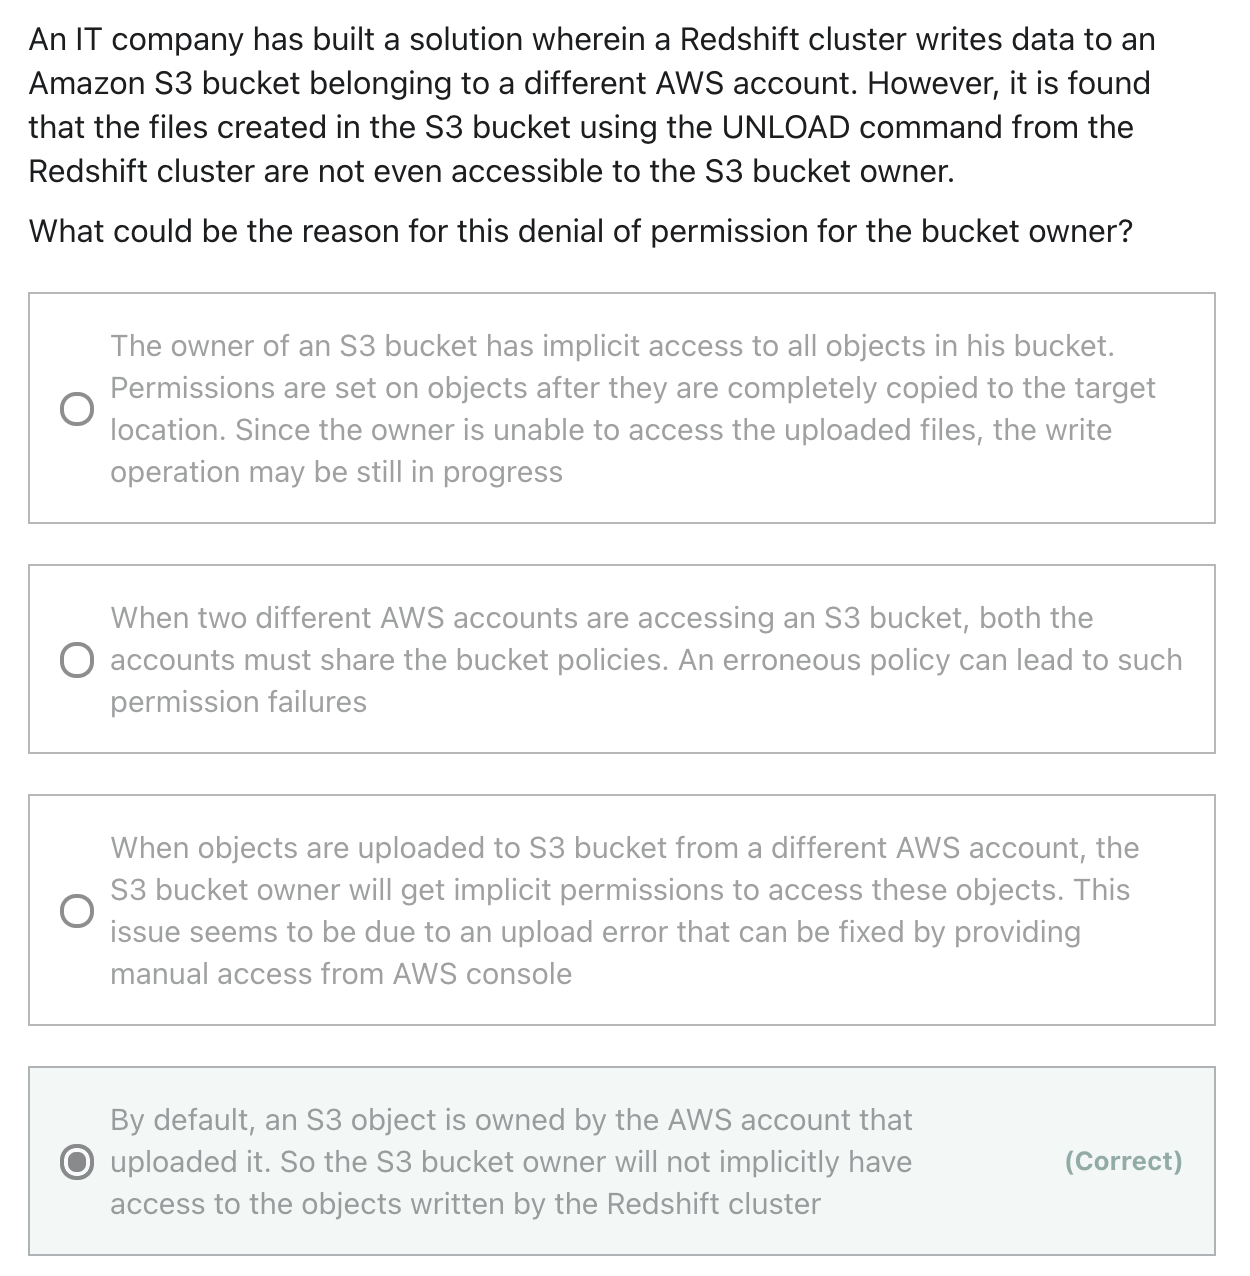 An IT company has built a solution wherein a Redshift cluster writes data to an
Amazon S3 bucket belonging to a different AWS account. However, it is found
that the files created in the S3 bucket using the UNLOAD command from the
Redshift cluster are not even accessible to the S3 bucket owner.
What could be the reason for this denial of permission for the bucket owner?
The owner of an S3 bucket has implicit access to all objects in his bucket.
Permissions are set on objects after they are completely copied to the target
location. Since the owner is unable to access the uploaded files, the write
operation may be still in progress
When two different AWS accounts are accessing an S3 bucket, both the
accounts must share the bucket policies. An erroneous policy can lead to such
permission failures
When objects are uploaded to S3 bucket from a different AWS account, the
S3 bucket owner will get implicit permissions to access these objects. This
issue seems to be due to an upload error that can be fixed by providing
manual access from AWS console
By default, an S3 object is owned by the AWS account that
uploaded it. So the S3 bucket owner will not implicitly have
access to the objects written by the Redshift cluster
(Correct)